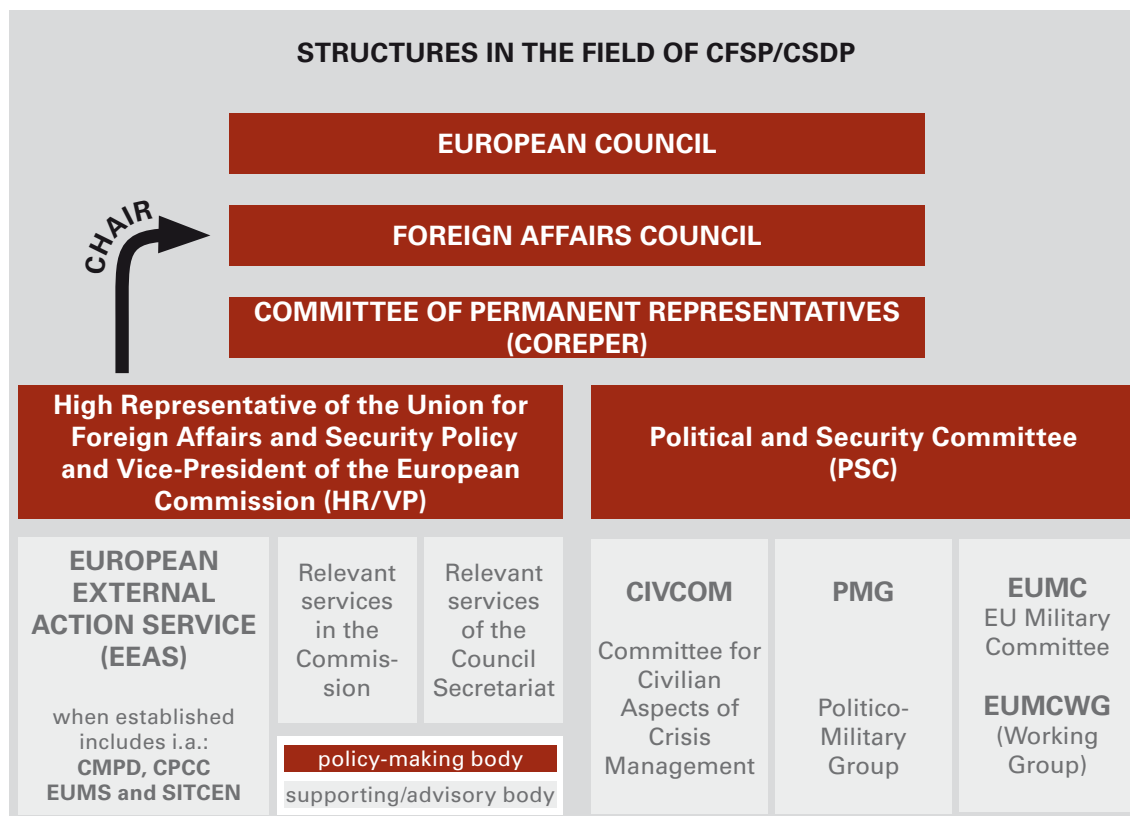 STRUCTURES IN THE FIELD OF CFSP/CSDP
EUROPEAN COUNCIL
CHAIR
FOREIGN AFFAIRS COUNCIL
COMMITTEE OF PERMANENT REPRESENTATIVES
(COREPER)
High Representative of the Union for
Foreign Affairs and Security Policy
and Vice-President of the European
Commission (HR/VP)
Political and Security Committee
(PSC)
EUROPEAN
EXTERNAL
ACTION SERVICE
(EEAS)
when established
includes i.a.:
CMPD, CPCC
EUMS and SITCEN
Relevant
services
in the
Commis-
sion
Relevant
services
of the
Council
Secretariat
policy-making body
supporting/advisory body
CIVCOM
Committee for
Civilian
Aspects of
Crisis
Management
PMG
Politico-
Military
Group
EUMC
EU Military
Committee
EUMCWG
(Working
Group)